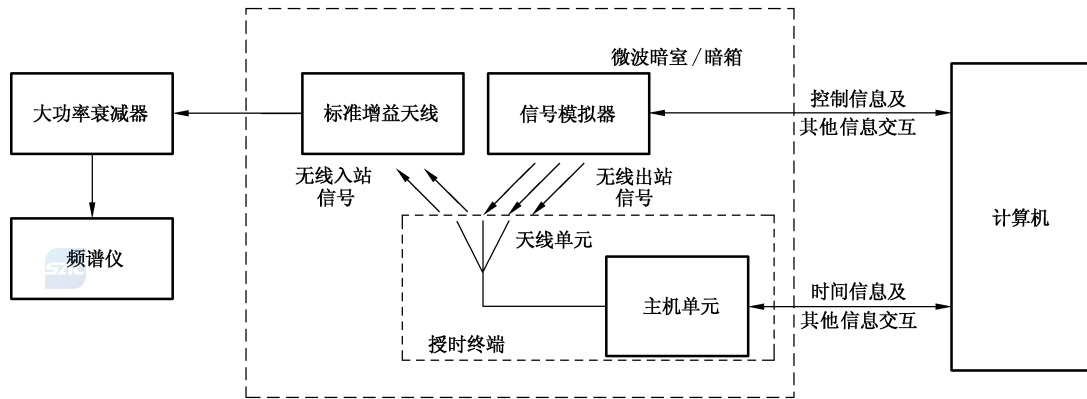 微波暗室/暗箱
大功率衰减器
标准增益天线
信号模拟器
控制信息及
其他信息交互
无线入站
信号
无线出站
信号
计算机
频谱仪
SZIC
天线单元
主机单元
时间信息及
其他信息交互
授时终端